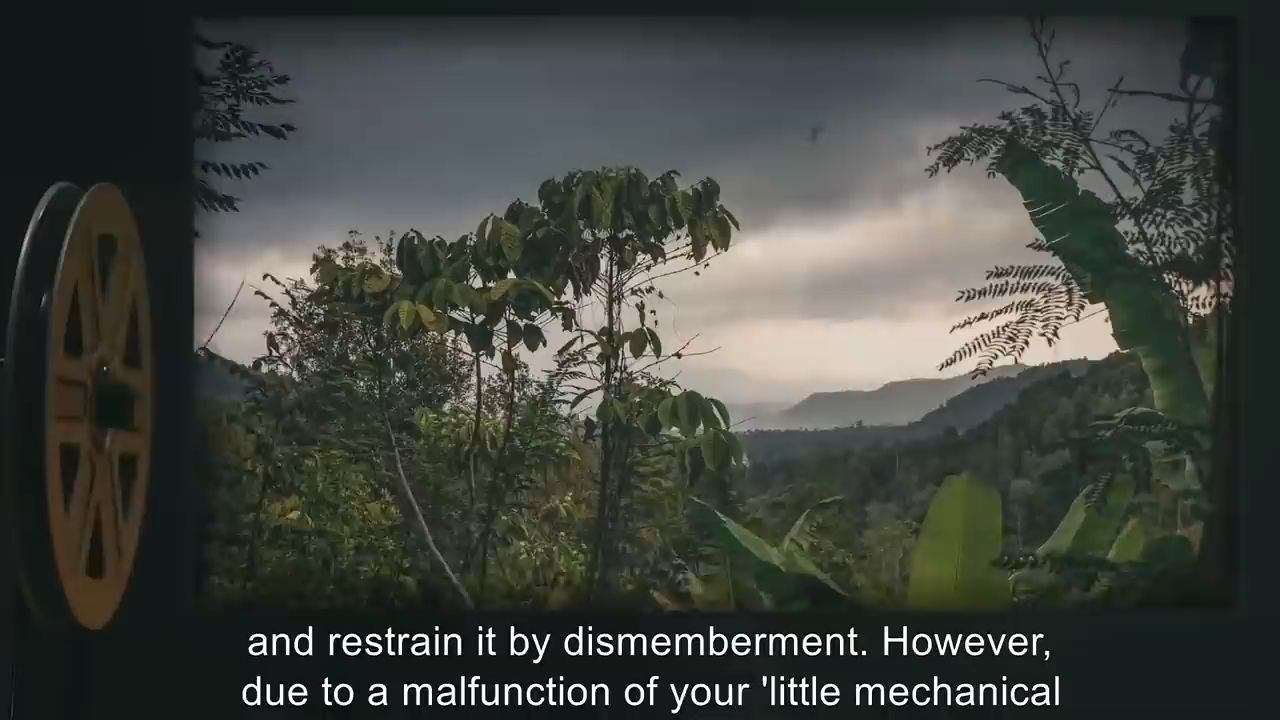 and restrain it by dismemberment. However,
due to a malfunction of your 'little mechanical